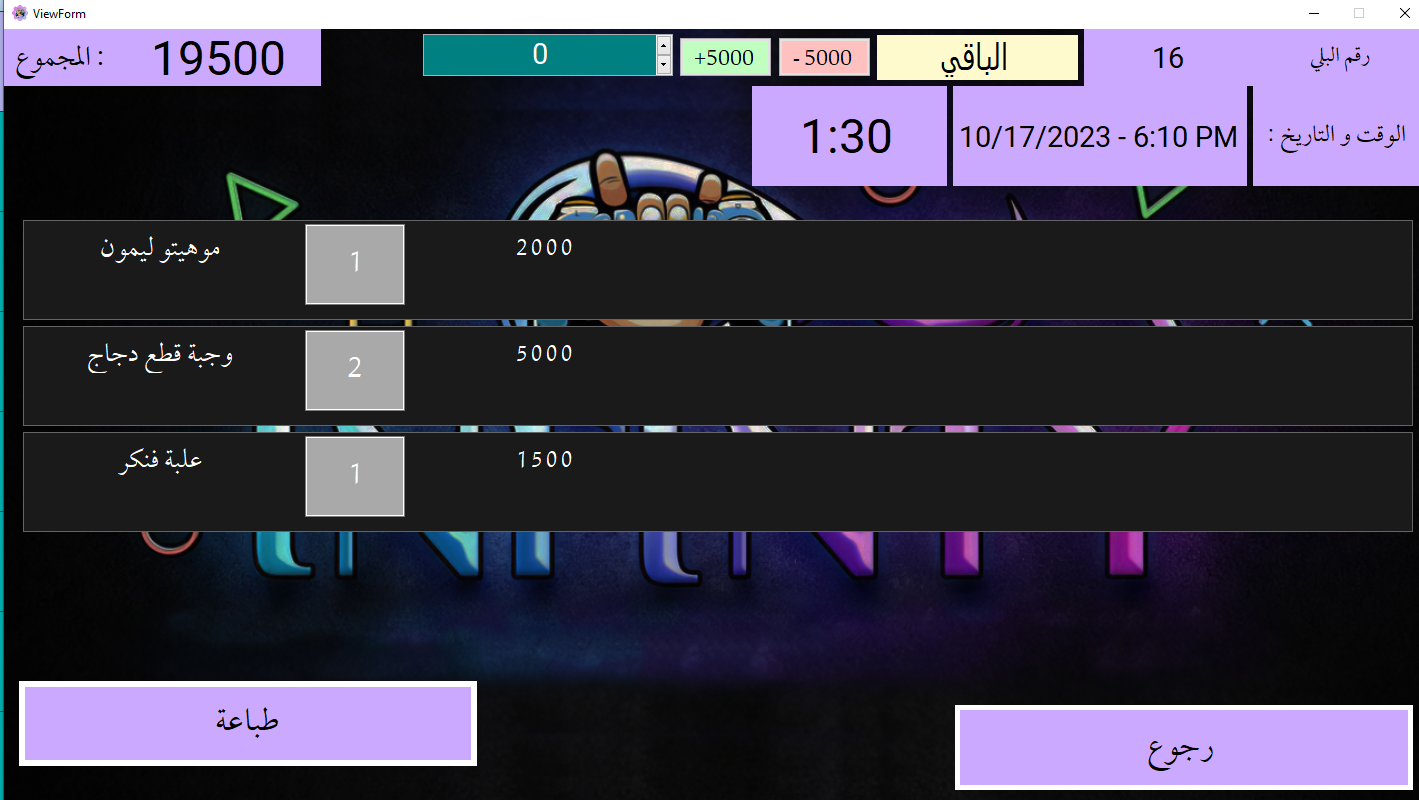 ViewForm
المجموع :
19500
0
+5000
- 5000
الباقي
16
رقم البلي
1:30
10/17/2023 - 6:10 PM
الوقت و التاريخ :
موهيتو ليمون
1
2000
وجبة قطع دجاج
2
5000
علبة فنكر
1
1500
طباعة
رجوع